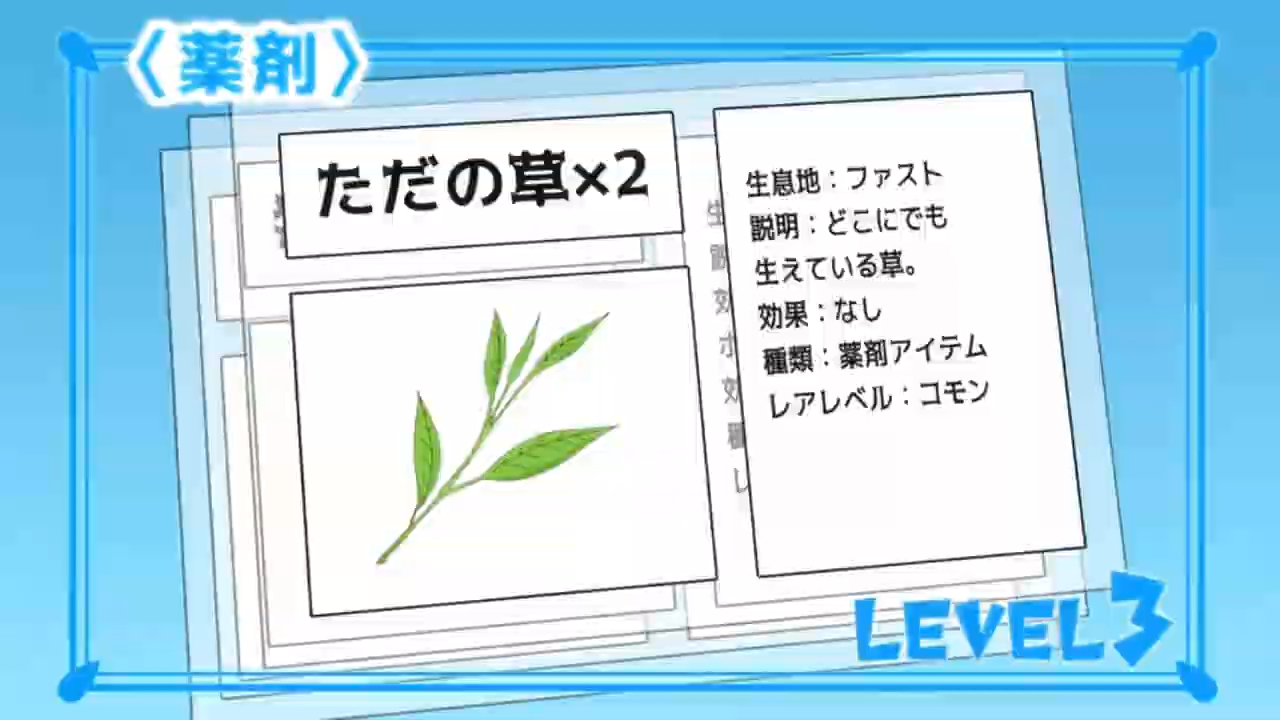 〈薬剤〉
ただの草×2
生息地：ファスト
説明：どこにでも
生えている草。
効果：なし
種類：薬剤アイテム
レアレベル：コモン
LEVEL3